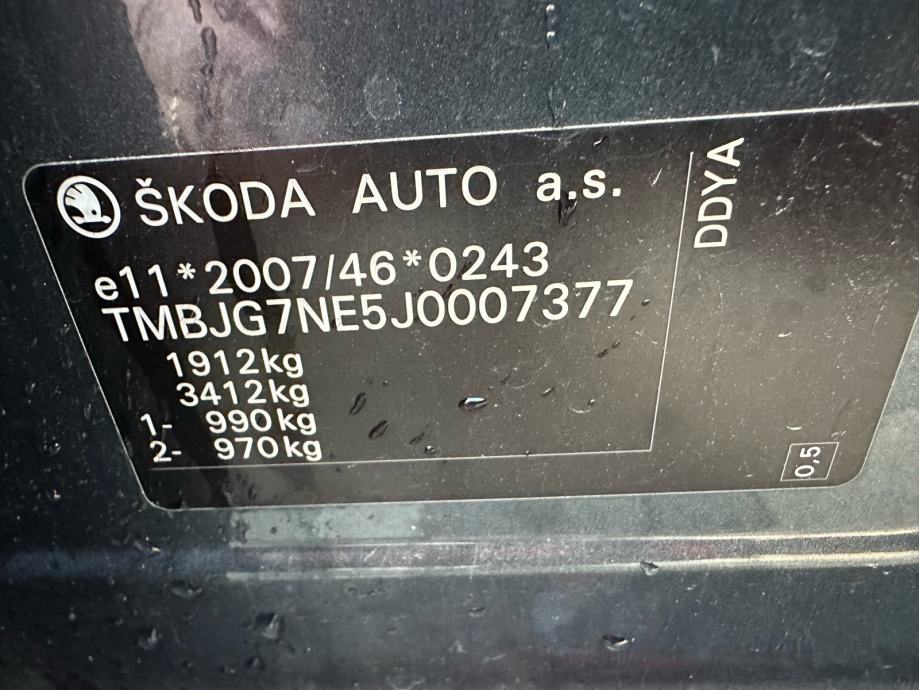 ŠKODA AUTO a.s.
e11*2007/46*0243
TMBJG7NE5J0007377
1912kg
3412kg
1- 990kg
2- 970kg
DDYA
0,5